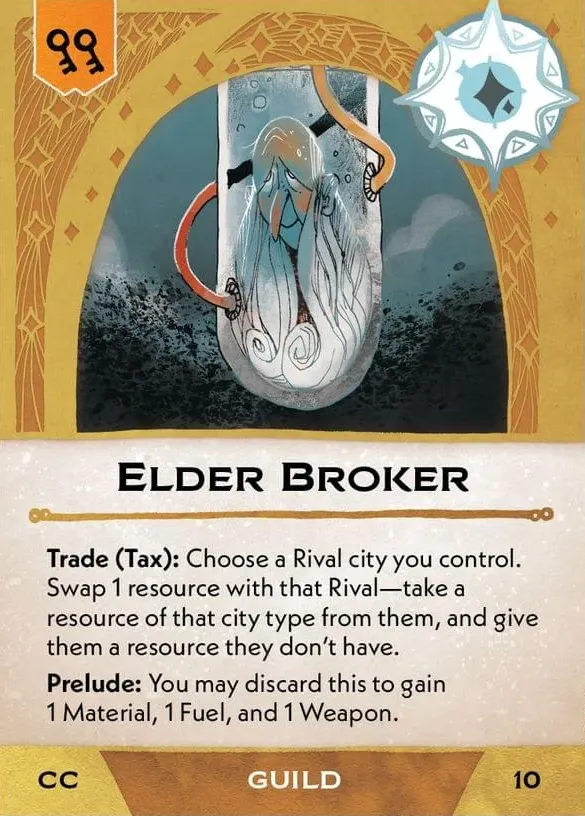 ELDER BROKER
Trade (Tax): Choose a Rival city you control.
Swap 1 resource with that Rival—take a
resource of that city type from them, and give
them a resource they don't have.
Prelude: You may discard this to gain
1 Material, 1 Fuel, and 1 Weapon.
CC GUILD 10